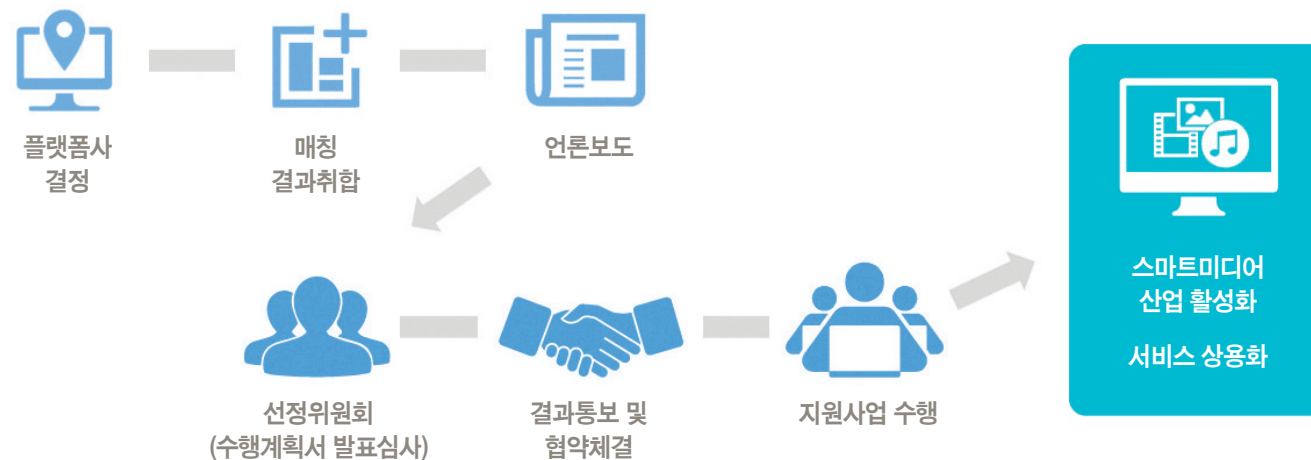 플랫폼사
결정
매칭
결과취합
언론보도
선정위원회
(수행계획서 발표심사)
결과통보 및
협약체결
지원사업 수행
스마트미디어
산업 활성화
서비스 상용화